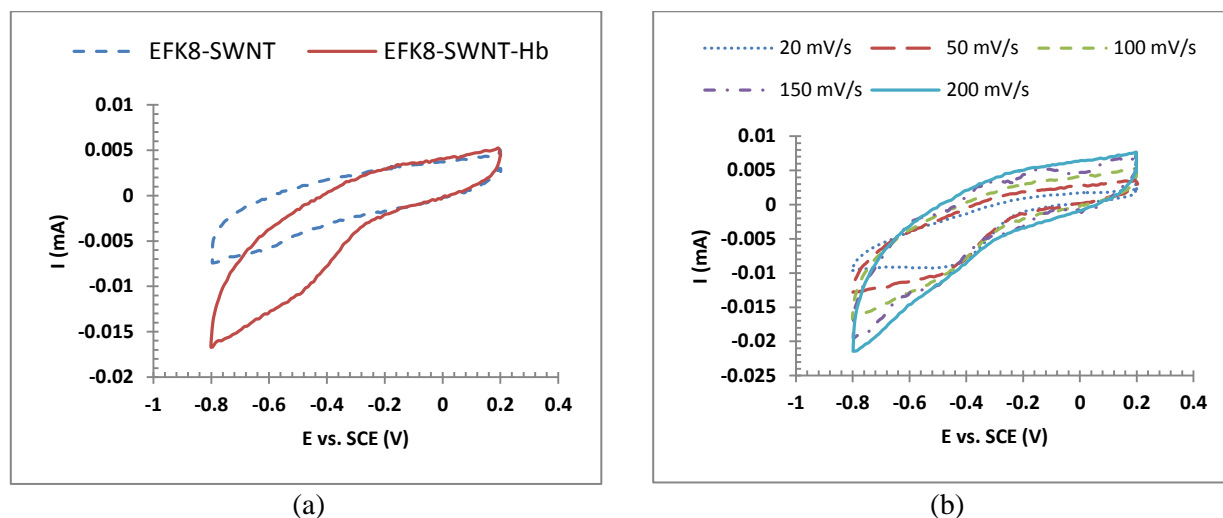 EFK8-SWNT EFK8-SWNT-Hb
0.01
0.005
0
-0.005
-0.01
-0.015
-0.02
I (mA)
-1 -0.8 -0.6 -0.4 -0.2 0 0.2 0.4
E vs. SCE (V)
(a)
20 mV/s 50 mV/s 100 mV/s
150 mV/s 200 mV/s
0.01
0.005
0
-0.005
-0.01
-0.015
-0.02
-0.025
I (mA)
-1 -0.8 -0.6 -0.4 -0.2 0 0.2 0.4
E vs. SCE (V)
(b)